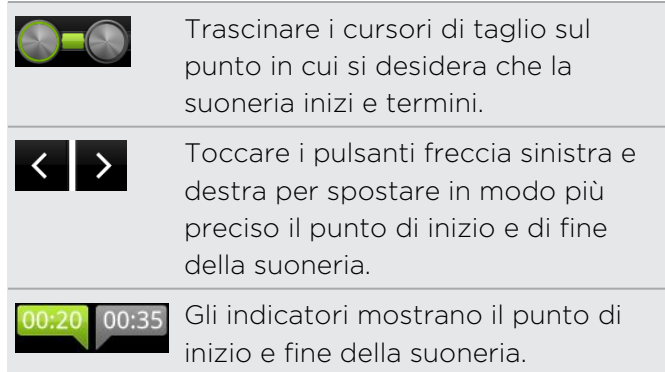 Trascinare i cursori di taglio sul
punto in cui si desidera che la
suoneria inizi e termini.
Toccare i pulsanti freccia sinistra e
destra per spostare in modo più
preciso il punto di inizio e di fine
della suoneria.
00:20 00:35 Gli indicatori mostrano il punto di
inizio e fine della suoneria.